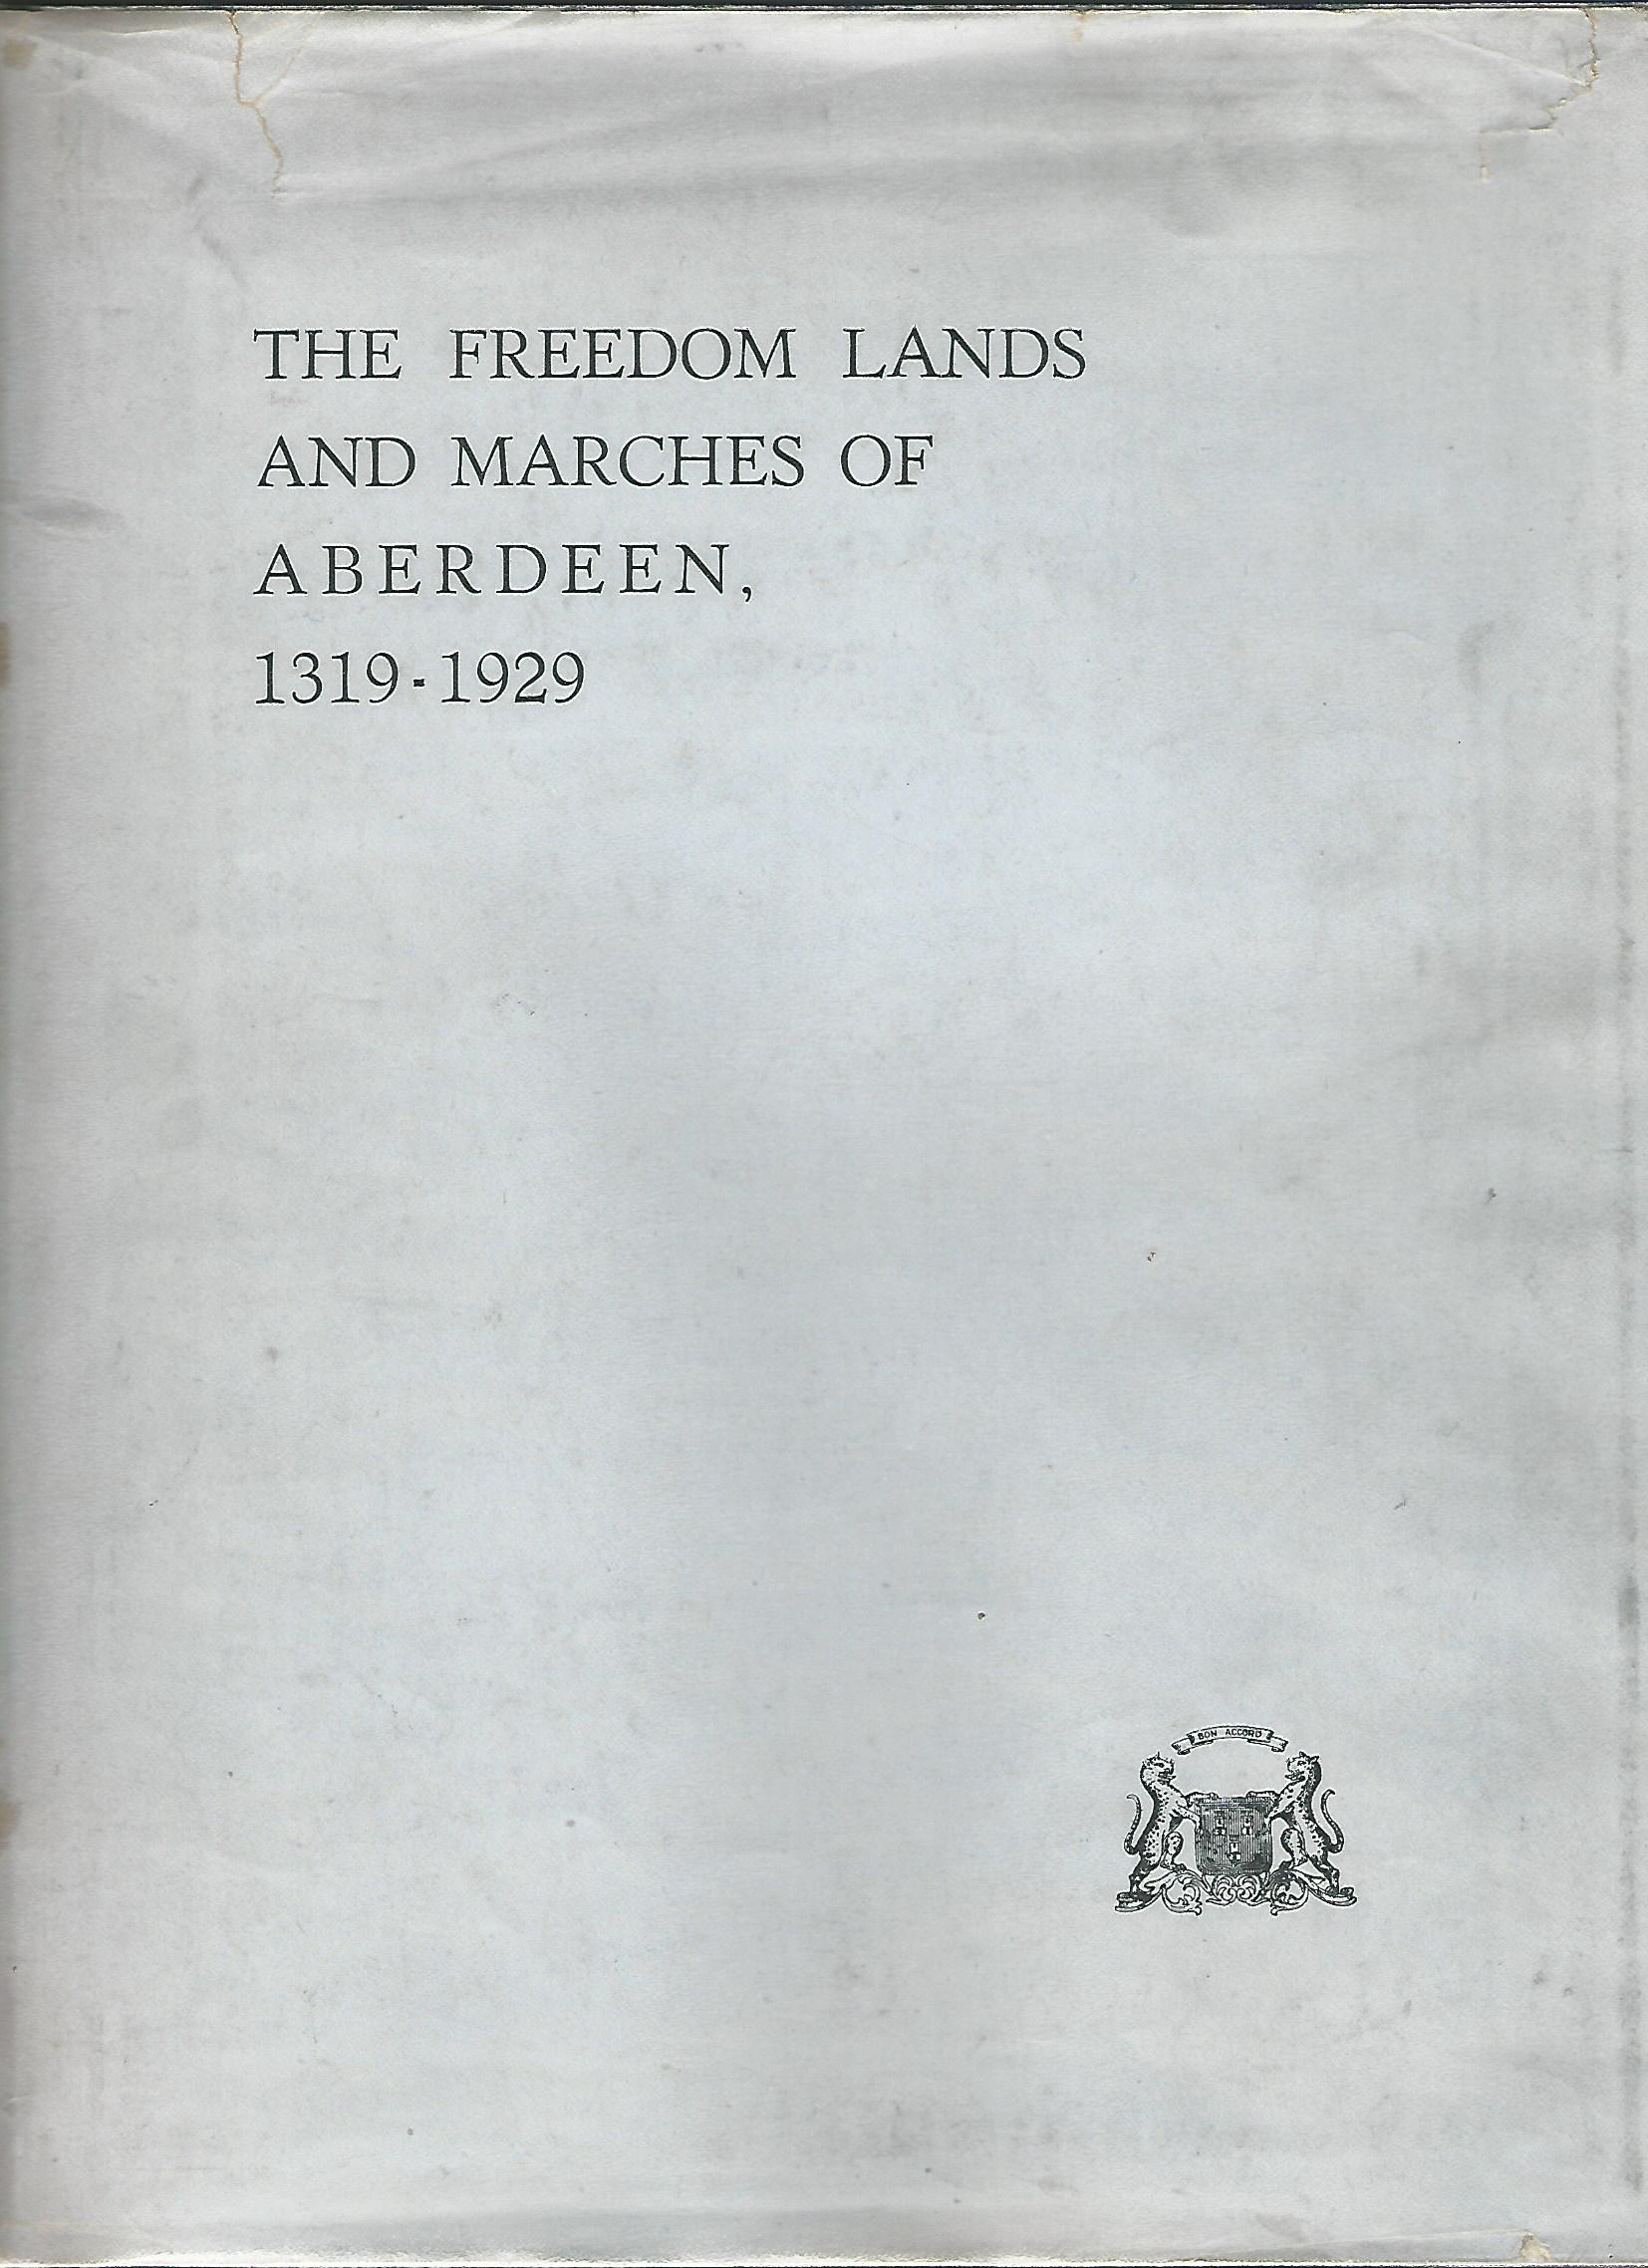 THE FREEDOM LANDS
AND MARCHES OF
ABERDEEN,
1319-1929
BON ACCORD